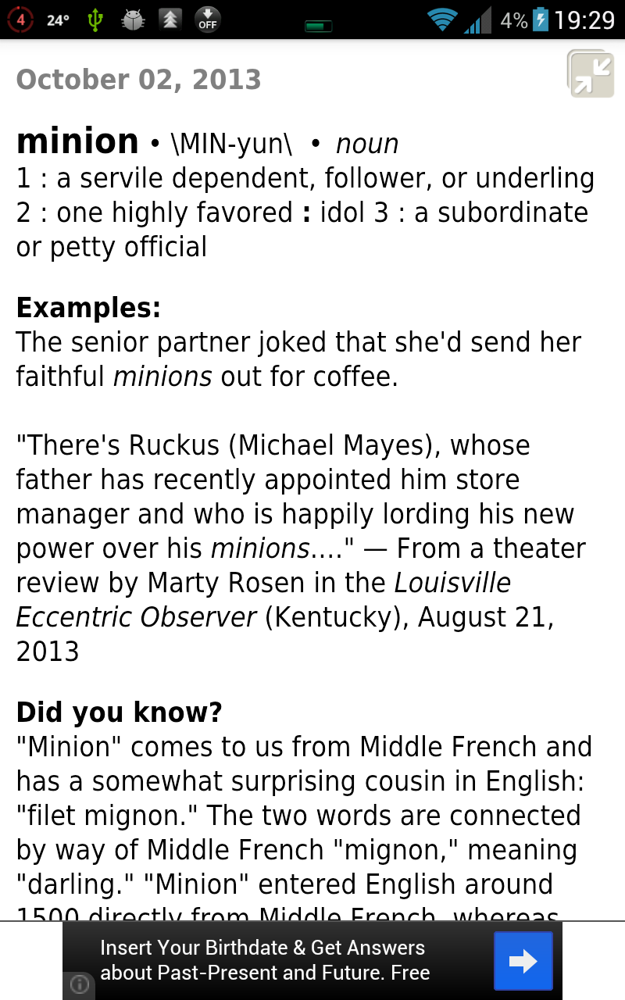 4 24° OFF 4% 19:29
October 02, 2013
minion • \MIN-yun\ • noun
1 : a servile dependent, follower, or underling
2 : one highly favored : idol 3 : a subordinate
or petty official
Examples:
The senior partner joked that she'd send her
faithful minions out for coffee.
"There's Ruckus (Michael Mayes), whose
father has recently appointed him store
manager and who is happily lording his new
power over his minions...." — From a theater
review by Marty Rosen in the Louisville
Eccentric Observer (Kentucky), August 21,
2013
Did you know?
"Minion" comes to us from Middle French and
has a somewhat surprising cousin in English:
"filet mignon." The two words are connected
by way of Middle French "mignon," meaning
"darling." "Minion" entered English around
1500 directly from Middle French, whereas
Insert Your Birthdate & Get Answers
about Past-Present and Future. Free